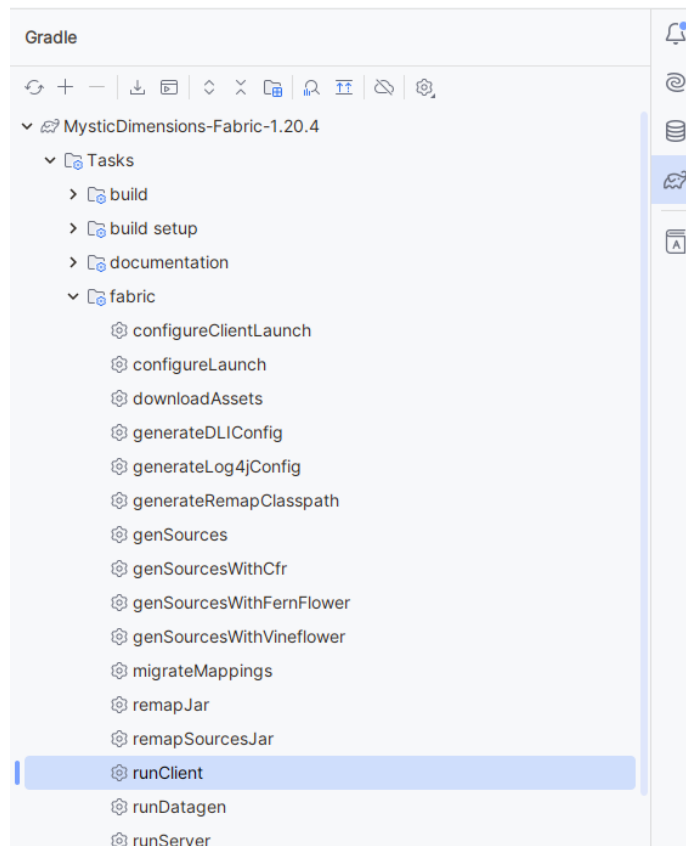 Gradle
MysticDimensions-Fabric-1.20.4
Tasks
build
build setup
documentation
fabric
configureClientLaunch
configureLaunch
downloadAssets
generateDLIConfig
generateLog4jConfig
generateRemapClasspath
genSources
genSourcesWithCfr
genSourcesWithFernFlower
genSourcesWithVineflower
migrateMappings
remapJar
remapSourcesJar
runClient
runDatagen
runServer